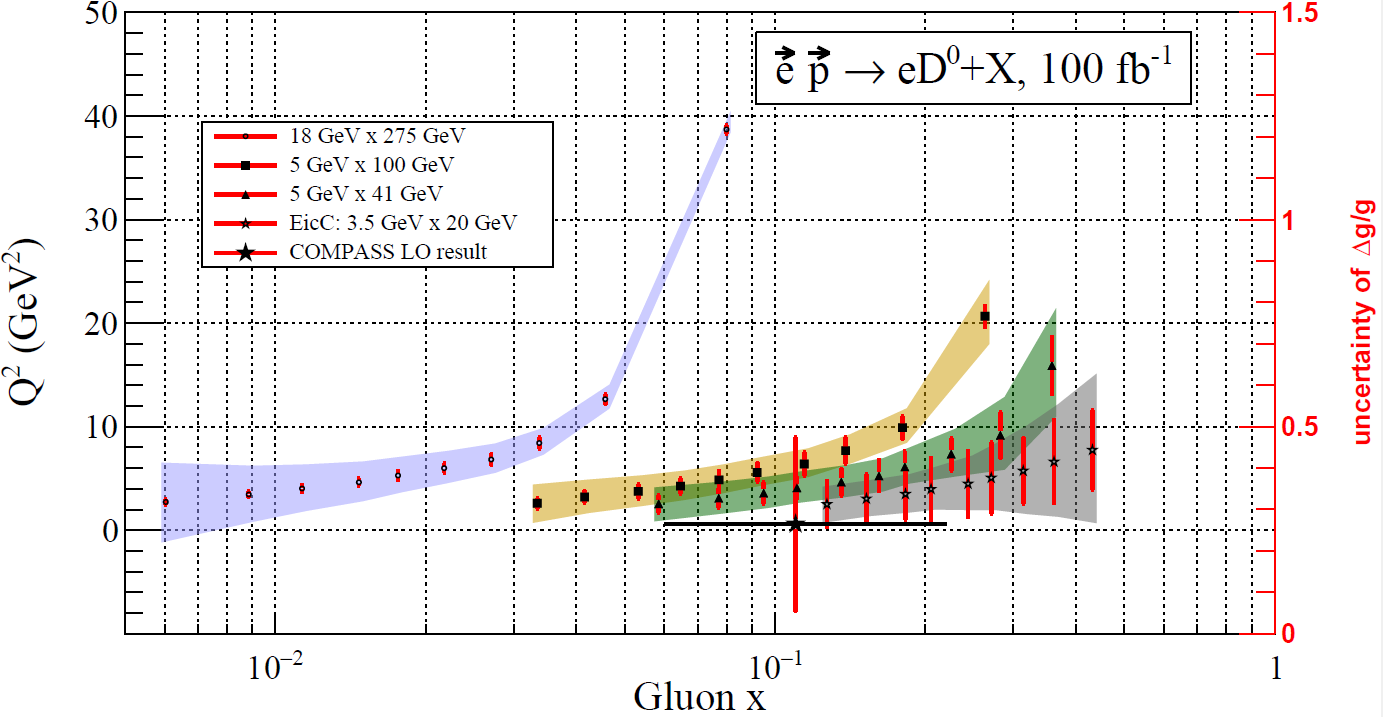 50
40
30
20
10
0
Q² (GeV²)
e⃗ p⃗ → eD⁰+X, 100 fb⁻¹
18 GeV x 275 GeV
5 GeV x 100 GeV
5 GeV x 41 GeV
EicC: 3.5 GeV x 20 GeV
COMPASS LO result
1.5
1
0.5
0
uncertainty of Δg/g
10⁻² 10⁻¹ 1
Gluon x